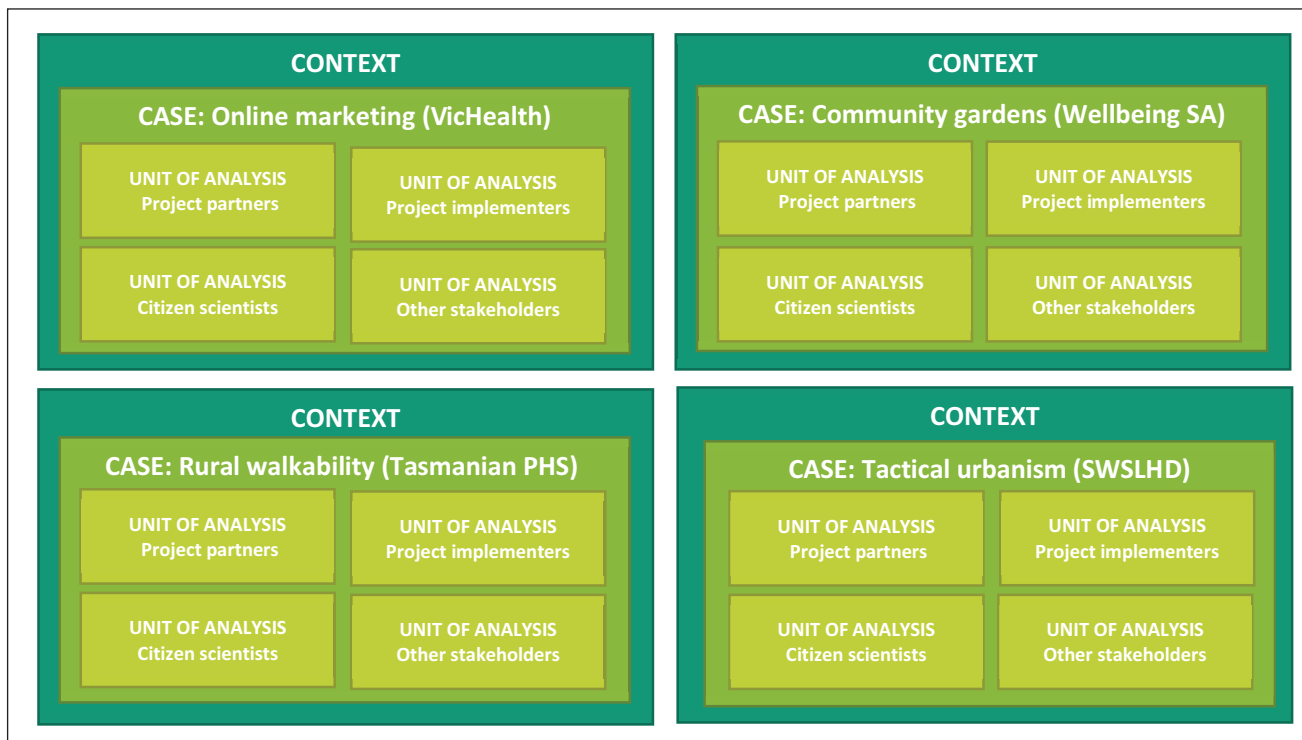 CONTEXT
CASE: Online marketing (VicHealth)
UNIT OF ANALYSIS
Project partners
UNIT OF ANALYSIS
Project implementers
UNIT OF ANALYSIS
Citizen scientists
UNIT OF ANALYSIS
Other stakeholders
CONTEXT
CASE: Community gardens (Wellbeing SA)
UNIT OF ANALYSIS
Project partners
UNIT OF ANALYSIS
Project implementers
UNIT OF ANALYSIS
Citizen scientists
UNIT OF ANALYSIS
Other stakeholders
CONTEXT
CASE: Rural walkability (Tasmanian PHS)
UNIT OF ANALYSIS
Project partners
UNIT OF ANALYSIS
Project implementers
UNIT OF ANALYSIS
Citizen scientists
UNIT OF ANALYSIS
Other stakeholders
CONTEXT
CASE: Tactical urbanism (SWSLHD)
UNIT OF ANALYSIS
Project partners
UNIT OF ANALYSIS
Project implementers
UNIT OF ANALYSIS
Citizen scientists
UNIT OF ANALYSIS
Other stakeholders